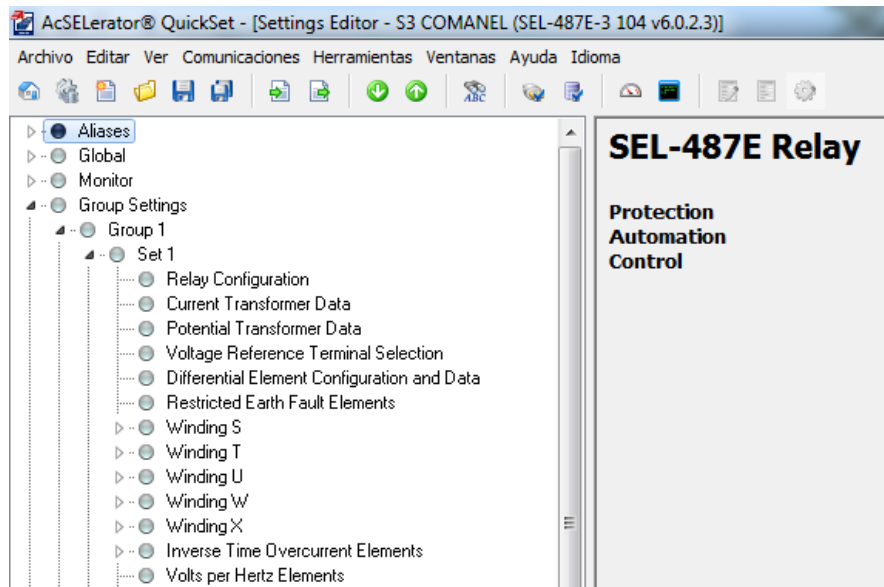 AcSELerator® QuickSet - [Settings Editor - S3 COMANEL (SEL-487E-3 104 v6.0.2.3)]
Archivo Editar Ver Comunicaciones Herramientas Ventanas Ayuda Idioma
ABC
Aliases
Global
Monitor
Group Settings
Group 1
Set 1
Relay Configuration
Current Transformer Data
Potential Transformer Data
Voltage Reference Terminal Selection
Differential Element Configuration and Data
Restricted Earth Fault Elements
Winding S
Winding T
Winding U
Winding W
Winding X
Inverse Time Overcurrent Elements
Volts per Hertz Elements
SEL-487E Relay
Protection
Automation
Control